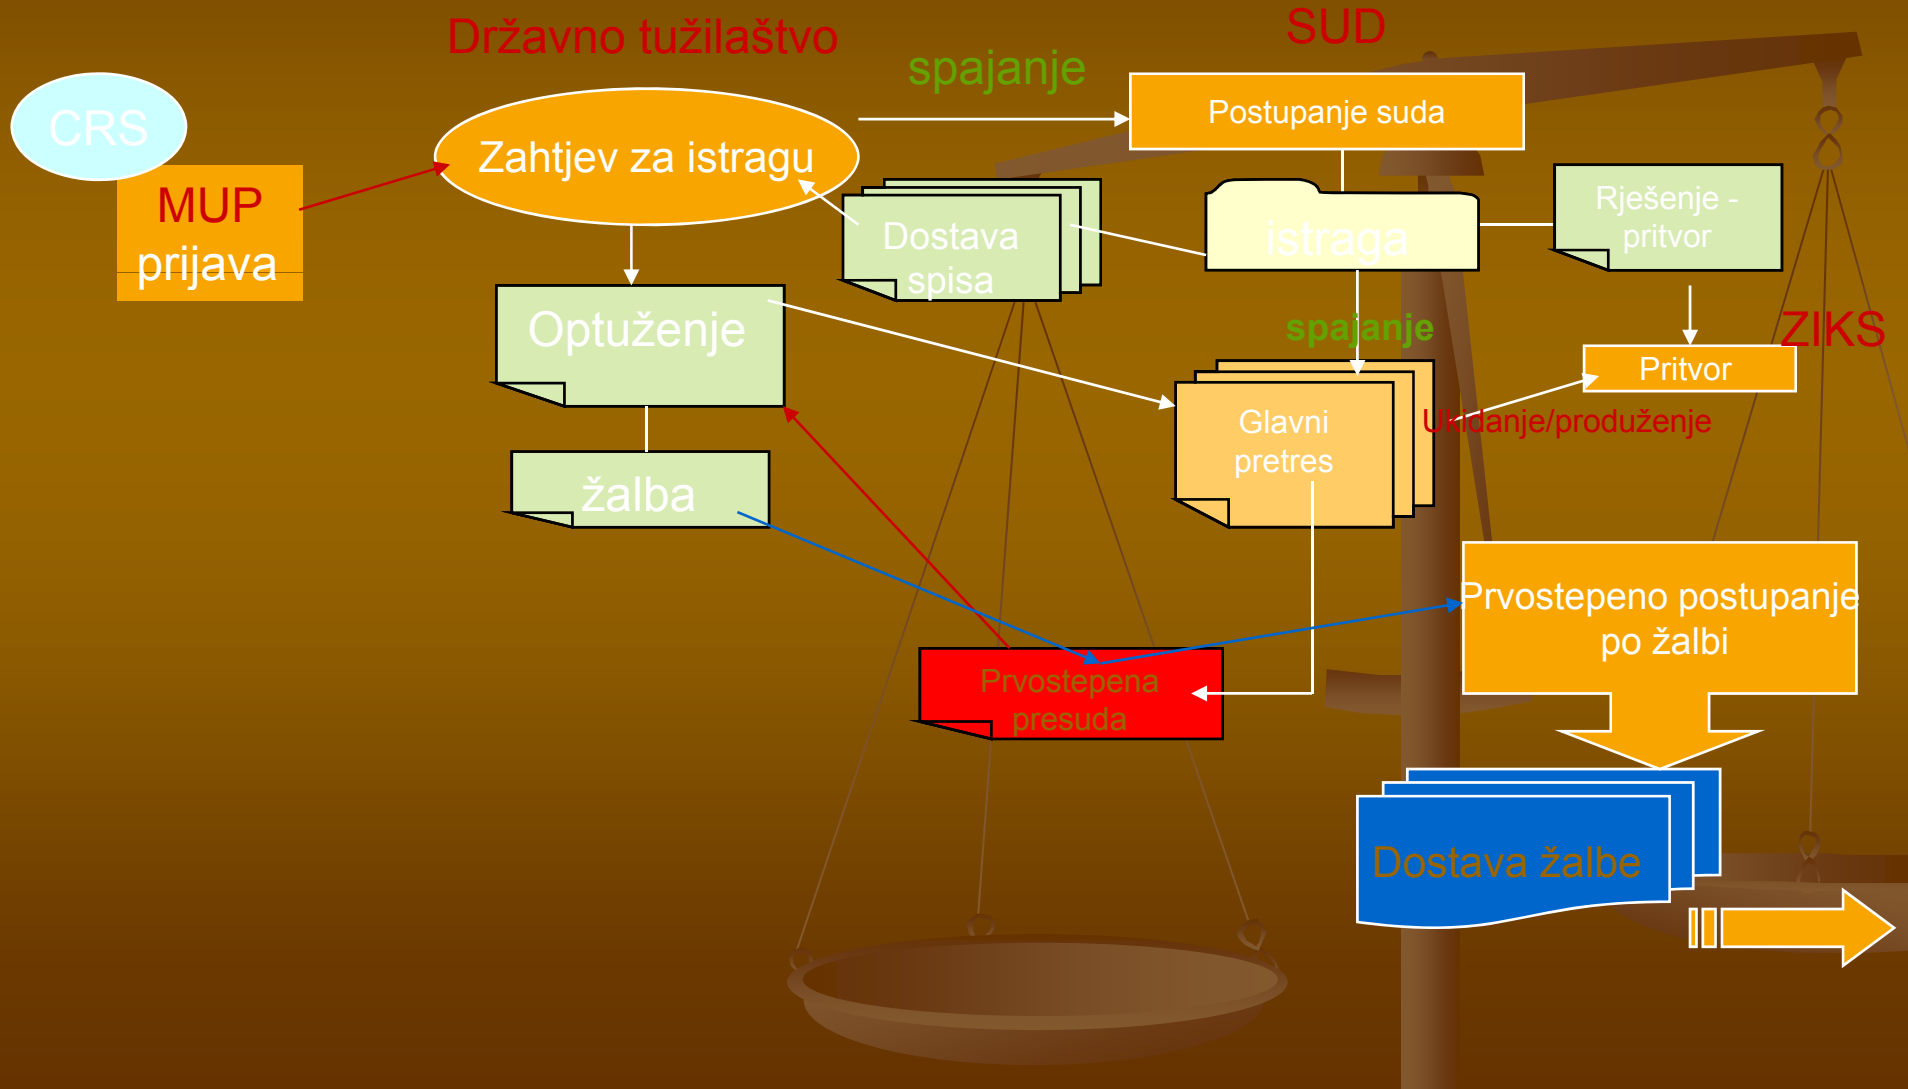 Državno tužilaštvo
SUD
spajanje
CRS
MUP
prijava
Zahtjev za istragu
Postupanje suda
Dostava
spisa
istraga
Rješenje -
pritvor
Optuženje
spajanje
ZIKS
Pritvor
Glavni
pretres
Ukidanje/produženje
žalba
Prvostepeno postupanje
po žalbi
Prvostepena
presuda
Dostava žalbe